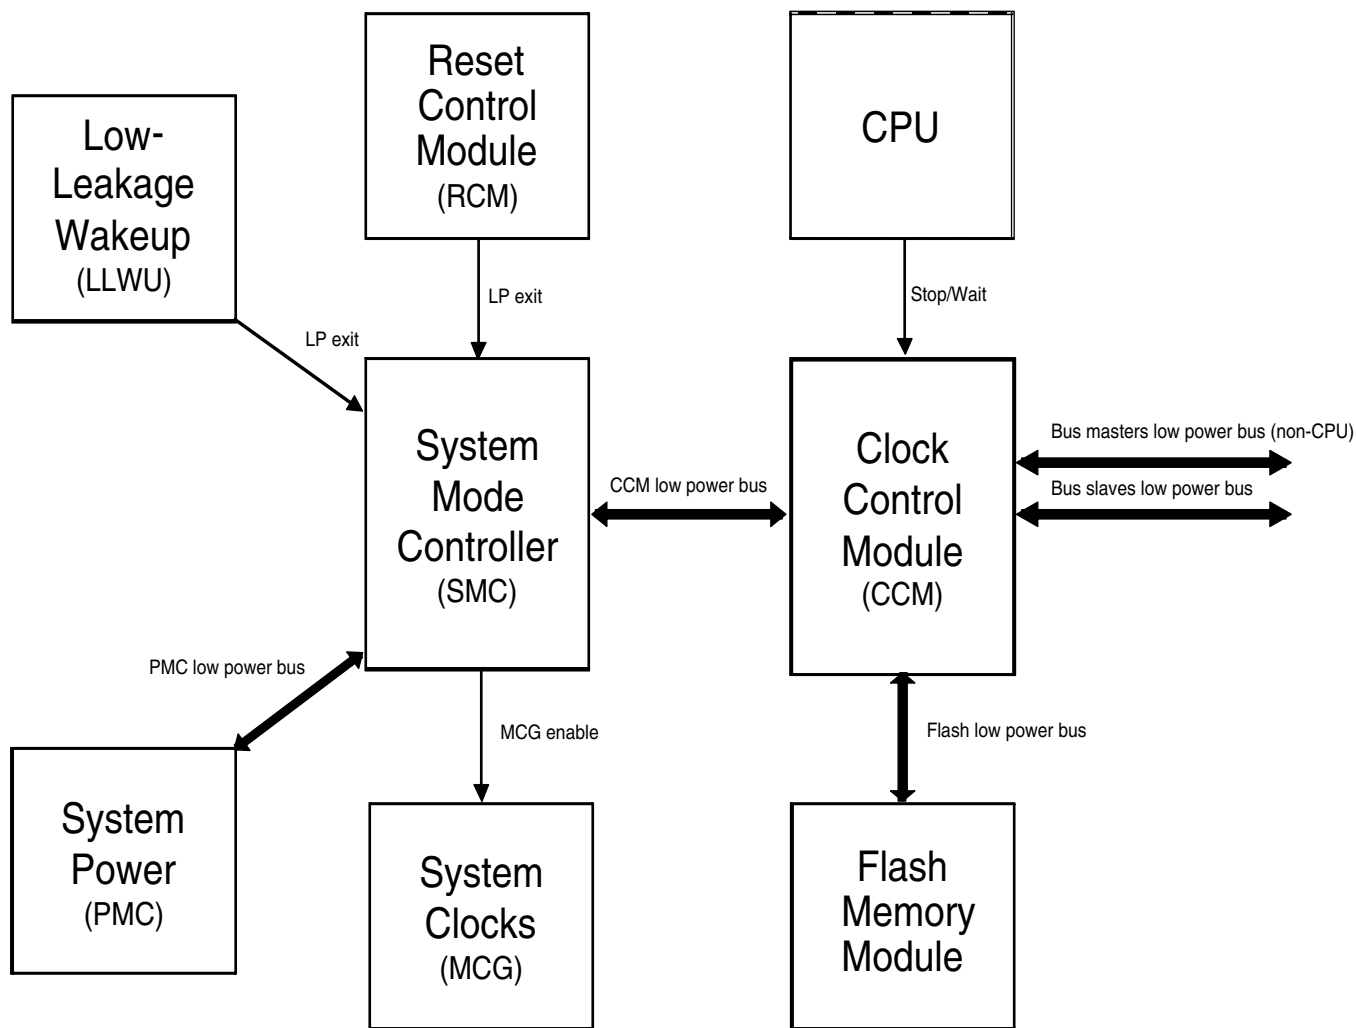 Reset
Control
Module
(RCM)
CPU
Low-
Leakage
Wakeup
(LLWU)
LP exit
LP exit
Stop/Wait
System
Mode
Controller
(SMC)
CCM low power bus
Clock
Control
Module
(CCM)
Bus masters low power bus (non-CPU)
Bus slaves low power bus
PMC low power bus
MCG enable
Flash low power bus
System
Power
(PMC)
System
Clocks
(MCG)
Flash
Memory
Module